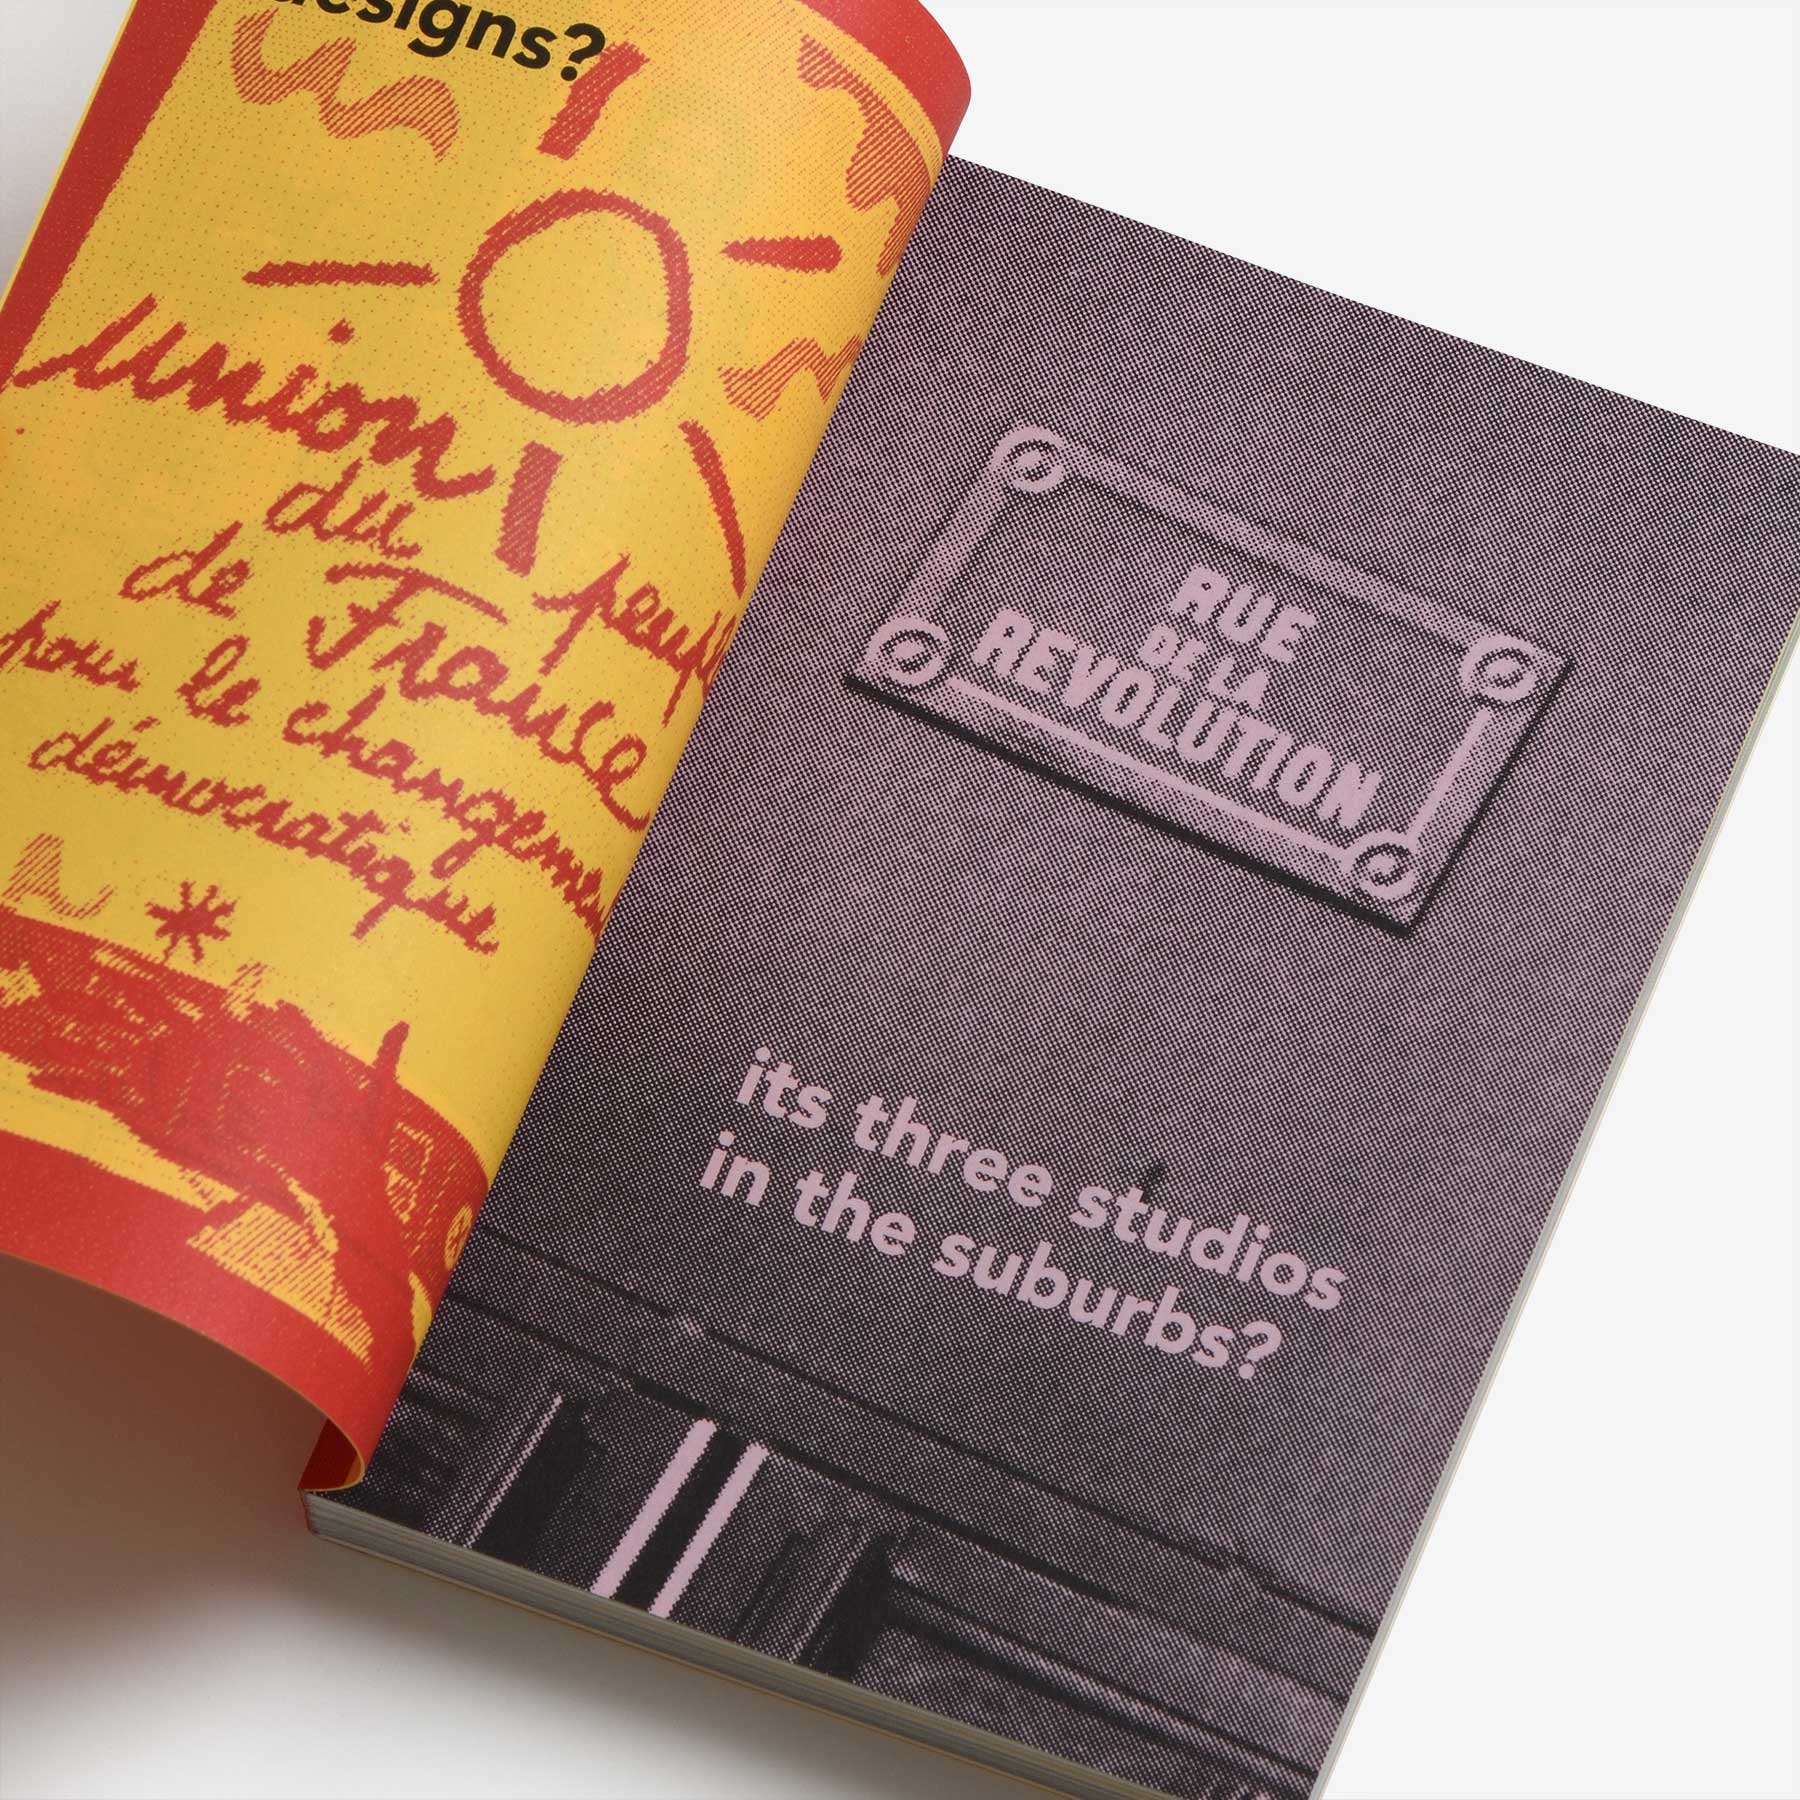 designs?
union
du peuple
de France
pour le changement
démocratique
RUE
DE LA
REVOLUTION
its three studios
in the suburbs?